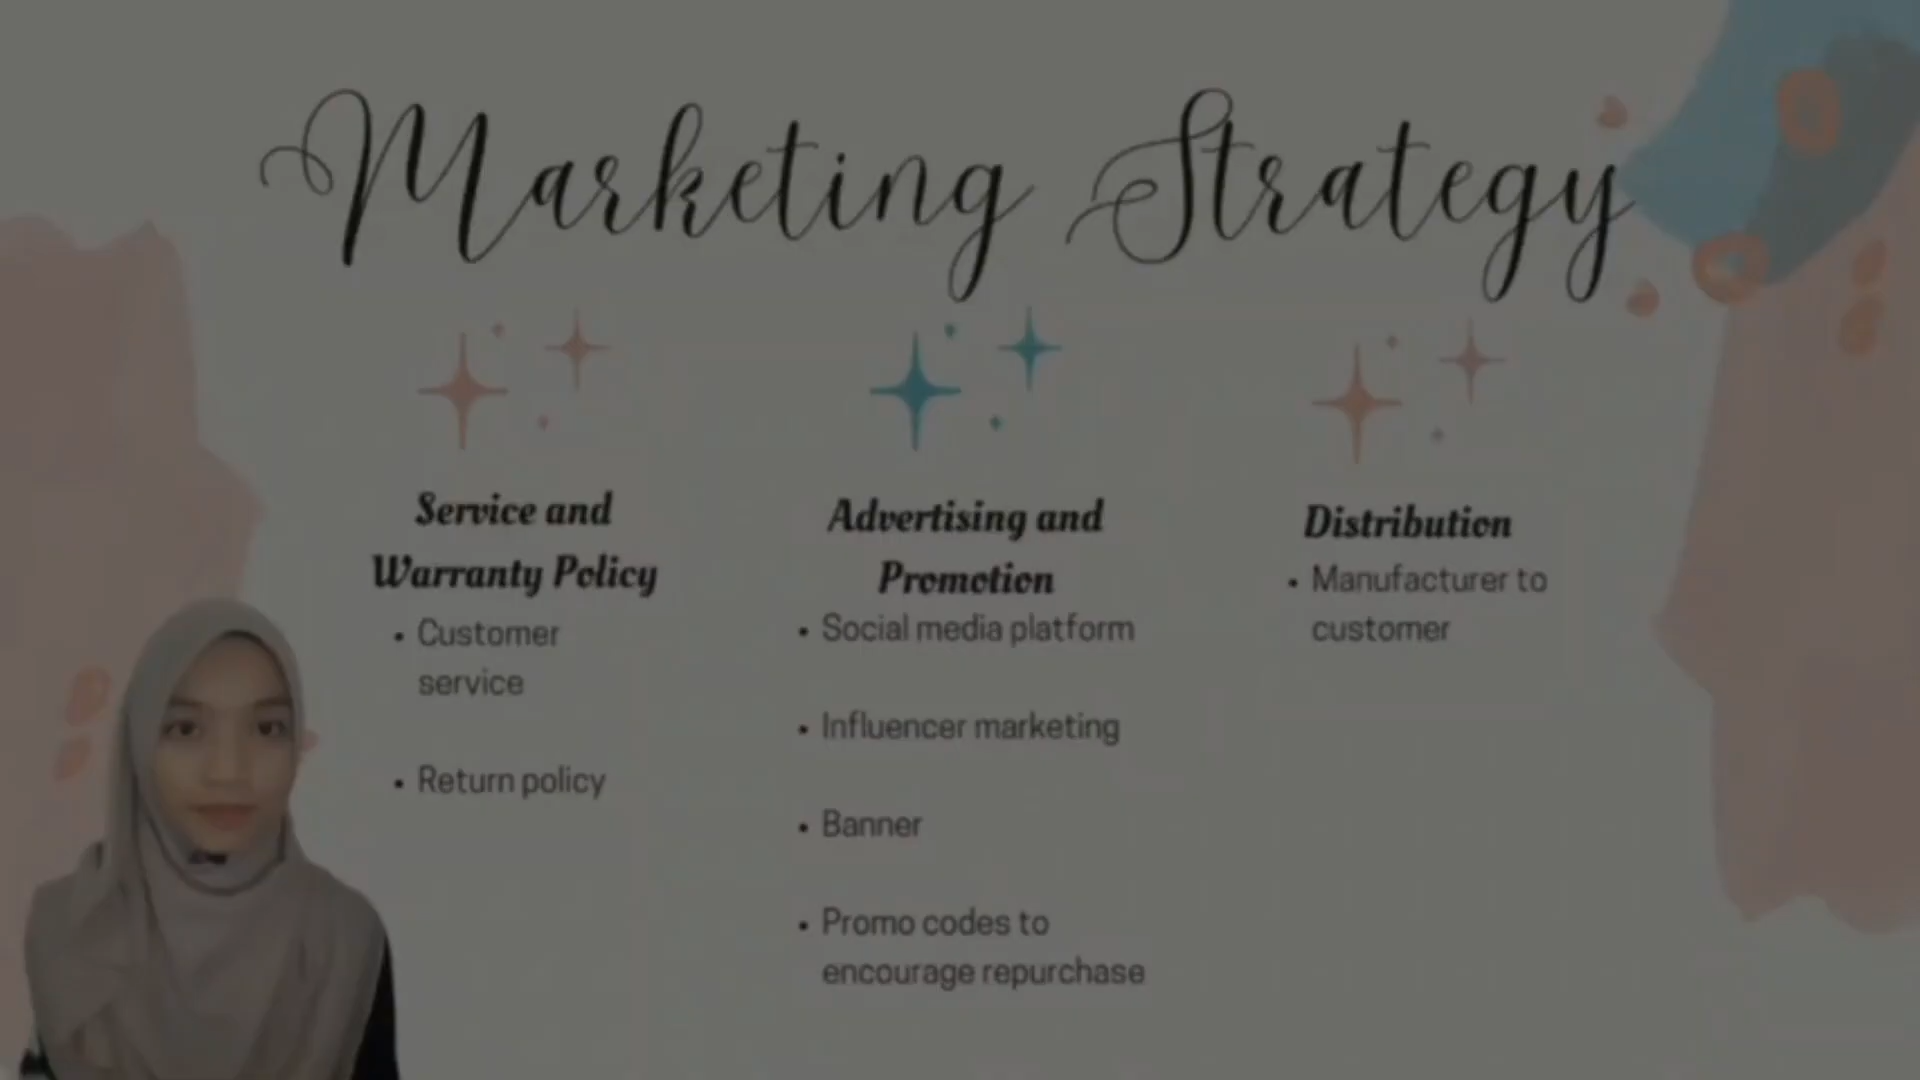 Marketing Strategy
Service and
Warranty Policy
• Customer
service
• Return policy
Advertising and
Promotion
• Social media platform
• Influencer marketing
• Banner
• Promo codes to
encourage repurchase
Distribution
• Manufacturer to
customer